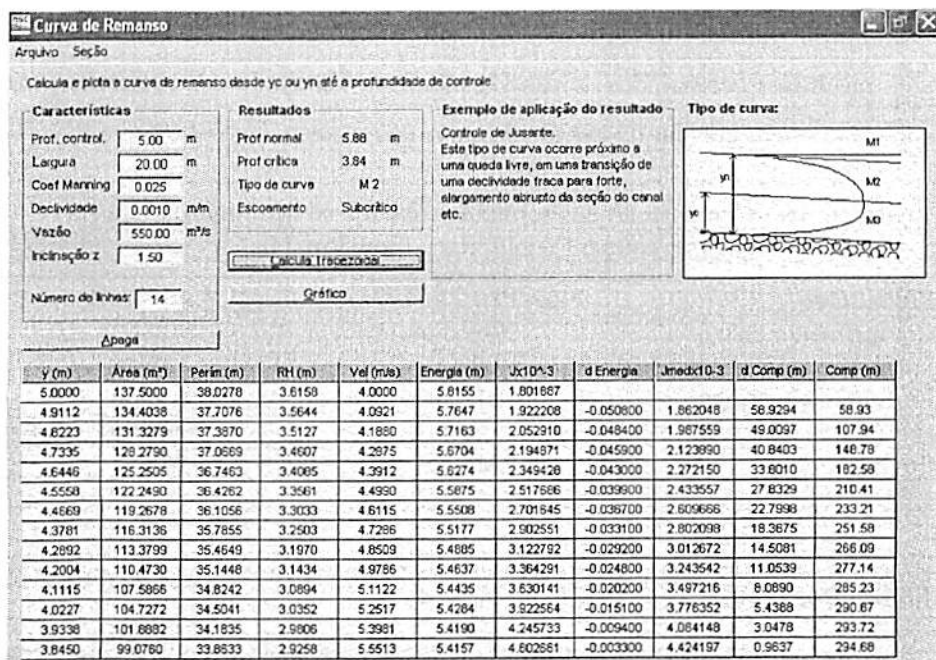 Curva de Remanso
Arquivo Seção
Calcula e plota a curva de remanso desde yc ou yn até a profundidade de controle
Características
Prof. control. 5.00 m
Largura 20.00 m
Coef Manning 0.025
Declividade 0.0010 m/m
Vazão 550.00 m³/s
Inclinação z 1.50
Número de linhas: 14
Apaga
Resultados
Prof normal 5.88 m
Prof crítica 3.84 m
Tipo de curva M 2
Escoamento Subcrítico
Calcula Trapezoidal
Gráfico
Exemplo de aplicação do resultado
Controle de Jusante.
Este tipo de curva ocorre próximo a
uma queda livre, em uma transição de
uma declividade fraca para forte,
alargamento abrupto da seção do canal
etc.
Tipo de curva:
M1
yn
M2
yc
M3
y (m) Área (m²) Perím (m) RH (m) Vel (m/s) Energia (m) Jx10^-3 d Energia Jmedx10-3 d Comp (m) Comp (m)
5.0000 137.5000 38.0278 3.6158 4.0000 5.8155 1.801687
4.9112 134.4038 37.7076 3.5644 4.0921 5.7647 1.922208 -0.050800 1.862048 58.9294 58.93
4.8223 131.3279 37.3870 3.5127 4.1880 5.7163 2.052910 -0.048400 1.987559 49.0097 107.94
4.7335 128.2790 37.0669 3.4607 4.2875 5.6704 2.194871 -0.045900 2.123890 40.8403 148.78
4.6446 125.2505 36.7463 3.4085 4.3912 5.6274 2.349428 -0.043000 2.272150 33.8010 182.58
4.5558 122.2490 36.4262 3.3561 4.4990 5.5875 2.517686 -0.039900 2.433557 27.8329 210.41
4.4669 119.2678 36.1056 3.3033 4.6115 5.5508 2.701645 -0.036700 2.609666 22.7998 233.21
4.3781 116.3136 35.7855 3.2503 4.7286 5.5177 2.902551 -0.033100 2.802098 18.3675 251.58
4.2892 113.3799 35.4649 3.1970 4.8509 5.4885 3.122792 -0.029200 3.012672 14.5081 266.09
4.2004 110.4730 35.1448 3.1434 4.9786 5.4637 3.364291 -0.024800 3.243542 11.0539 277.14
4.1115 107.5866 34.8242 3.0894 5.1122 5.4435 3.630141 -0.020200 3.497216 8.0890 285.23
4.0227 104.7272 34.5041 3.0352 5.2517 5.4284 3.922564 -0.015100 3.776352 5.4388 290.67
3.9338 101.8882 34.1835 2.9806 5.3981 5.4190 4.245733 -0.009400 4.084148 3.0478 293.72
3.8450 99.0760 33.8633 2.9258 5.5513 5.4157 4.602661 -0.003300 4.424197 0.9637 294.68